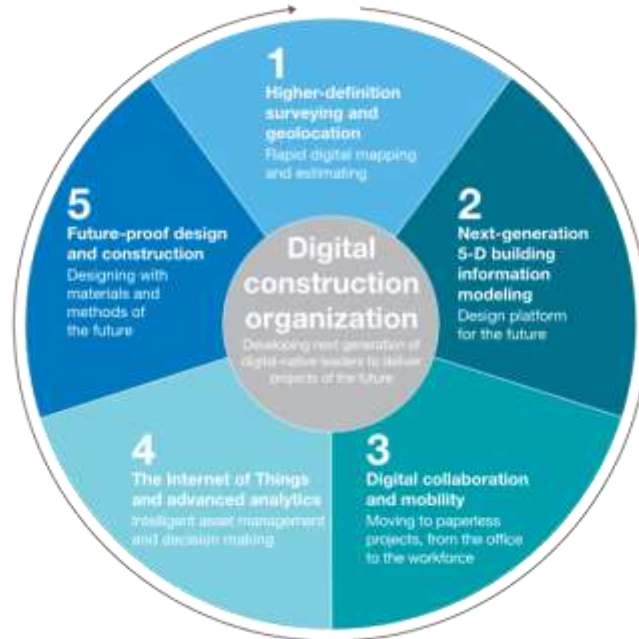 1
Higher-definition
surveying and
geolocation
Rapid digital mapping
and estimating
2
Next-generation
5-D building
information
modeling
Design platform
for the future
3
Digital collaboration
and mobility
Moving to paperless
projects, from the office
to the workforce
4
The Internet of Things
and advanced analytics
Intelligent asset management
and decision making
5
Future-proof design
and construction
Designing with
materials and
methods of
the future
Digital
construction
organization
Developing next generation of
digital-native leaders to deliver
projects of the future